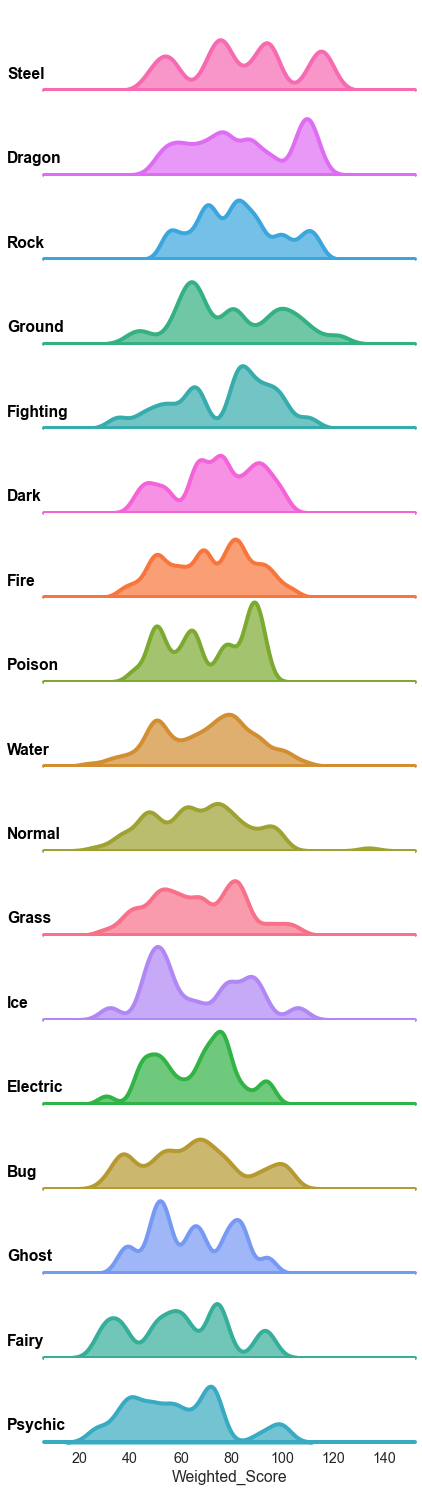 Steel
Dragon
Rock
Ground
Fighting
Dark
Fire
Poison
Water
Normal
Grass
Ice
Electric
Bug
Ghost
Fairy
Psychic
20 40 60 80 100 120 140
Weighted_Score